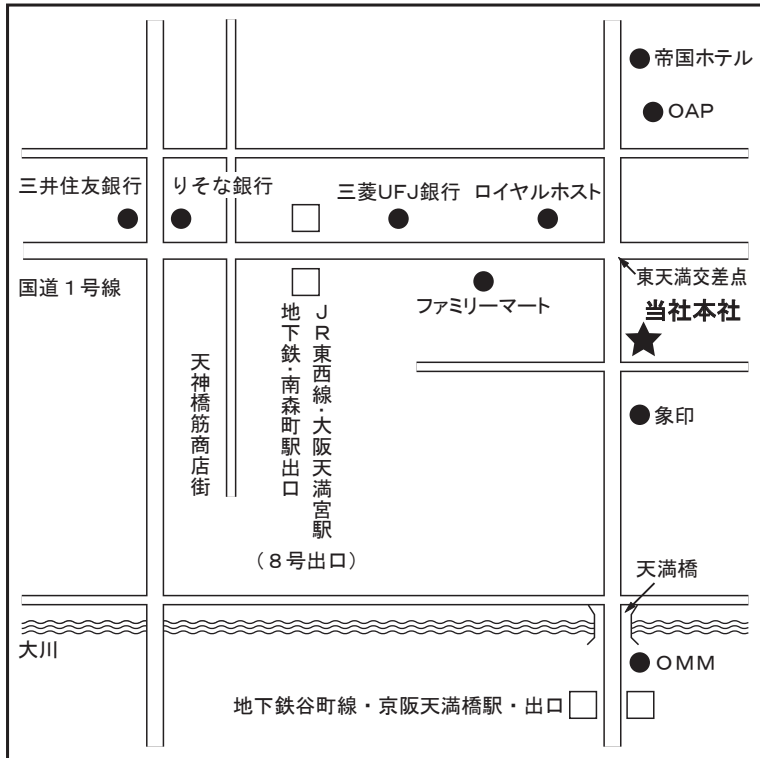 帝国ホテル
OAP
三井住友銀行
りそな銀行
三菱UFJ銀行
ロイヤルホスト
国道1号線
東天満交差点
当社本社
ファミリーマート
天神橋筋商店街
JR東西線・大阪天満宮駅
地下鉄・南森町駅出口
(8号出口)
象印
天満橋
大川
OMM
地下鉄谷町線・京阪天満橋駅・出口